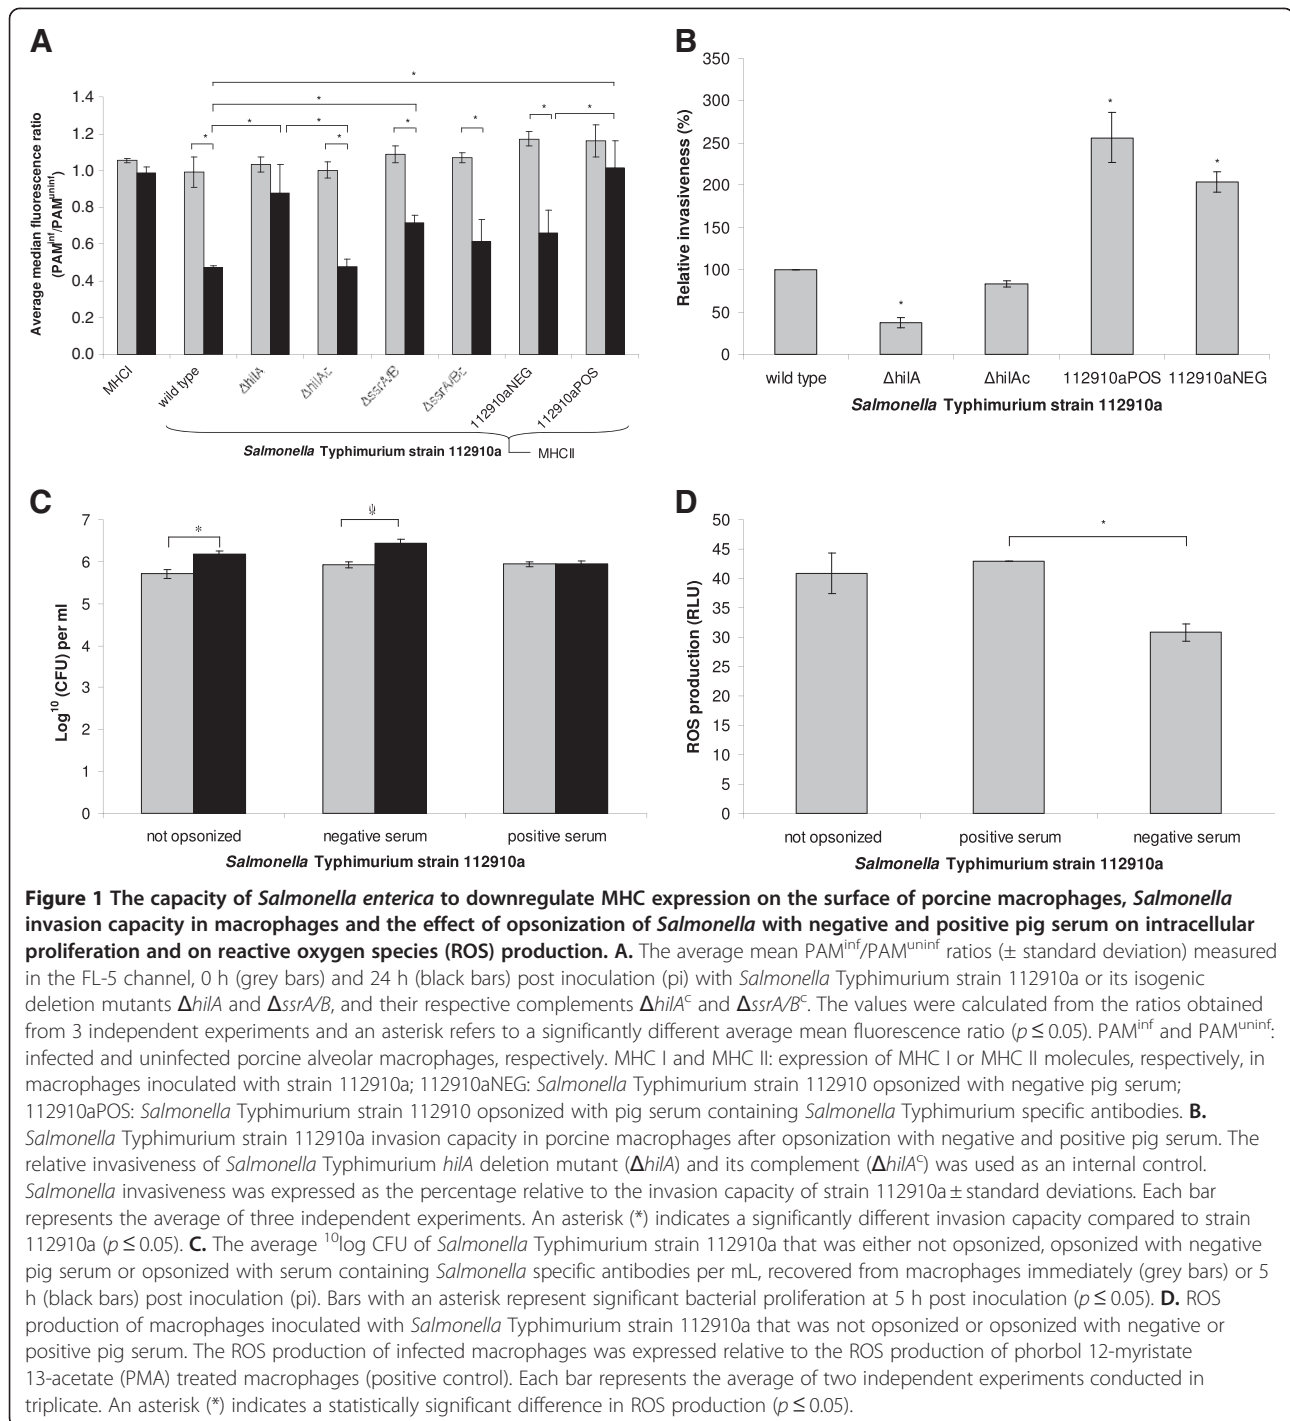 A
*
*
* *
* * * * * *
1.4
1.2
1.0
0.8
0.6
0.4
0.2
0.0
Average median fluorescence ratio
(PAM^inf/PAM^uninf)
MHCI
wild type
ΔhilA
ΔhilAc
ΔssrA/B
ΔssrA/Bc
112910aNEG
112910aPOS
Salmonella Typhimurium strain 112910a
MHCII
B
350
300
250
200
150
100
50
0
Relative invasiveness (%)
* * *
wild type ΔhilA ΔhilAc 112910aPOS 112910aNEG
Salmonella Typhimurium strain 112910a
C
7
6
5
4
3
2
1
0
Log^10 (CFU) per ml
*
not opsonized negative serum positive serum
Salmonella Typhimurium strain 112910a
D
50
45
40
35
30
25
20
15
10
5
0
ROS production (RLU)
*
not opsonized positive serum negative serum
Salmonella Typhimurium strain 112910a
Figure 1 The capacity of Salmonella enterica to downregulate MHC expression on the surface of porcine macrophages, Salmonella
invasion capacity in macrophages and the effect of opsonization of Salmonella with negative and positive pig serum on intracellular
proliferation and on reactive oxygen species (ROS) production. A. The average mean PAM^inf/PAM^uninf ratios (± standard deviation) measured
in the FL-5 channel, 0 h (grey bars) and 24 h (black bars) post inoculation (pi) with Salmonella Typhimurium strain 112910a or its isogenic
deletion mutants ΔhilA and ΔssrA/B, and their respective complements ΔhilA^c and ΔssrA/B^c. The values were calculated from the ratios obtained
from 3 independent experiments and an asterisk refers to a significantly different average mean fluorescence ratio (p ≤ 0.05). PAM^inf and PAM^uninf:
infected and uninfected porcine alveolar macrophages, respectively. MHC I and MHC II: expression of MHC I or MHC II molecules, respectively, in
macrophages inoculated with strain 112910a; 112910aNEG: Salmonella Typhimurium strain 112910 opsonized with negative pig serum;
112910aPOS: Salmonella Typhimurium strain 112910 opsonized with pig serum containing Salmonella Typhimurium specific antibodies. B.
Salmonella Typhimurium strain 112910a invasion capacity in porcine macrophages after opsonization with negative and positive pig serum. The
relative invasiveness of Salmonella Typhimurium hilA deletion mutant (ΔhilA) and its complement (ΔhilA^c) was used as an internal control.
Salmonella invasiveness was expressed as the percentage relative to the invasion capacity of strain 112910a ± standard deviations. Each bar
represents the average of three independent experiments. An asterisk (*) indicates a significantly different invasion capacity compared to strain
112910a (p ≤ 0.05). C. The average ^10log CFU of Salmonella Typhimurium strain 112910a that was either not opsonized, opsonized with negative
pig serum or opsonized with serum containing Salmonella specific antibodies per mL, recovered from macrophages immediately (grey bars) or 5
h (black bars) post inoculation (pi). Bars with an asterisk represent significant bacterial proliferation at 5 h post inoculation (p ≤ 0.05). D. ROS
production of macrophages inoculated with Salmonella Typhimurium strain 112910a that was not opsonized or opsonized with negative or
positive pig serum. The ROS production of infected macrophages was expressed relative to the ROS production of phorbol 12-myristate
13-acetate (PMA) treated macrophages (positive control). Each bar represents the average of two independent experiments conducted in
triplicate. An asterisk (*) indicates a statistically significant difference in ROS production (p ≤ 0.05).